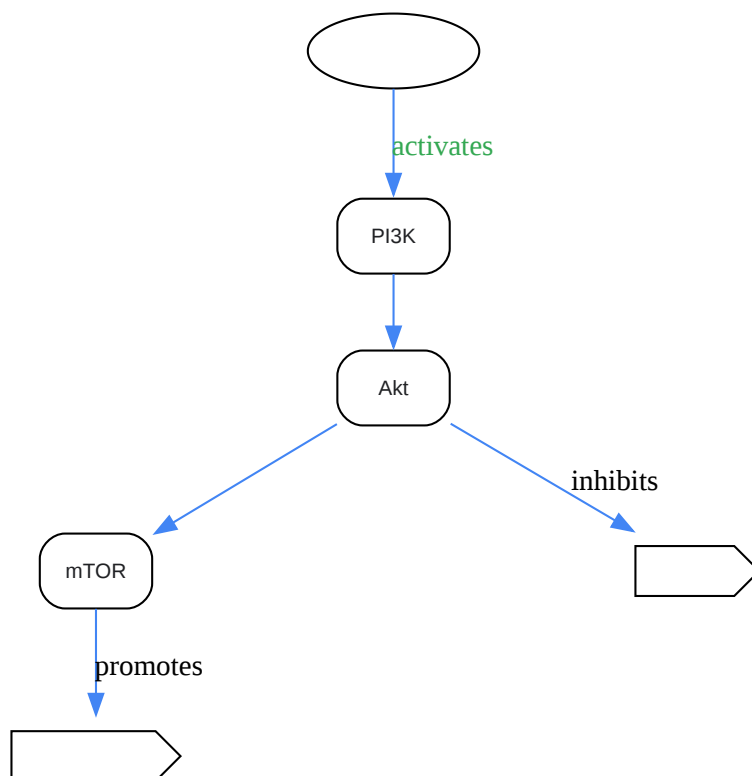 activates
PI3K
Akt
inhibits
mTOR
promotes